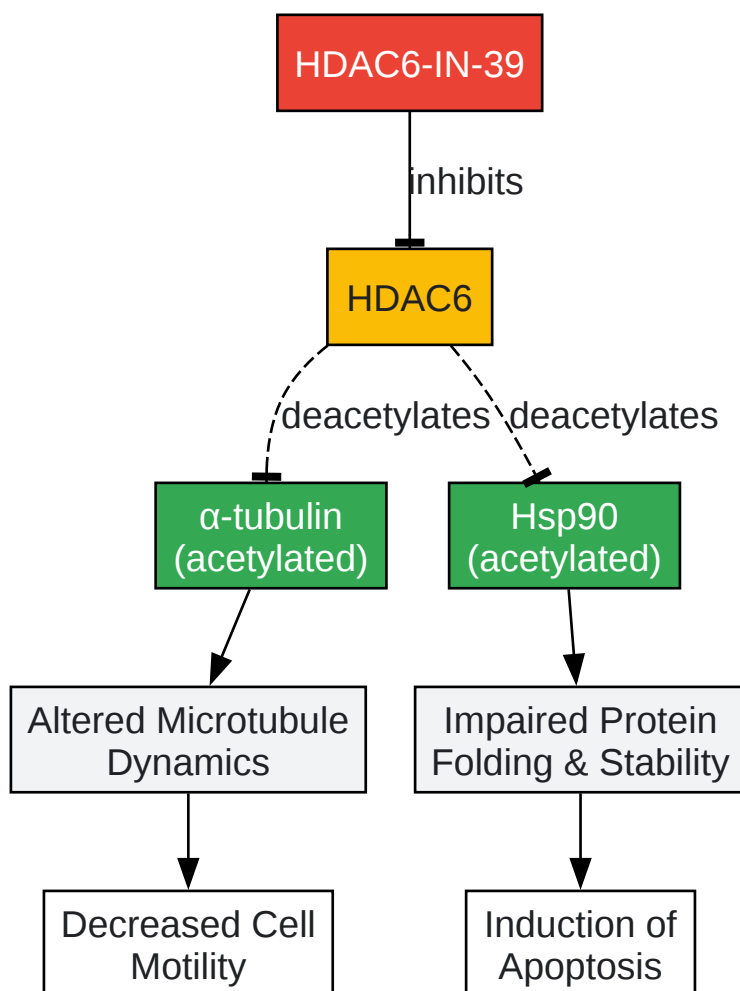 HDAC6-IN-39
inhibits
HDAC6
deacetylates
deacetylates
α-tubulin
(acetylated)
Hsp90
(acetylated)
Altered Microtubule
Dynamics
Impaired Protein
Folding & Stability
Decreased Cell
Motility
Induction of
Apoptosis